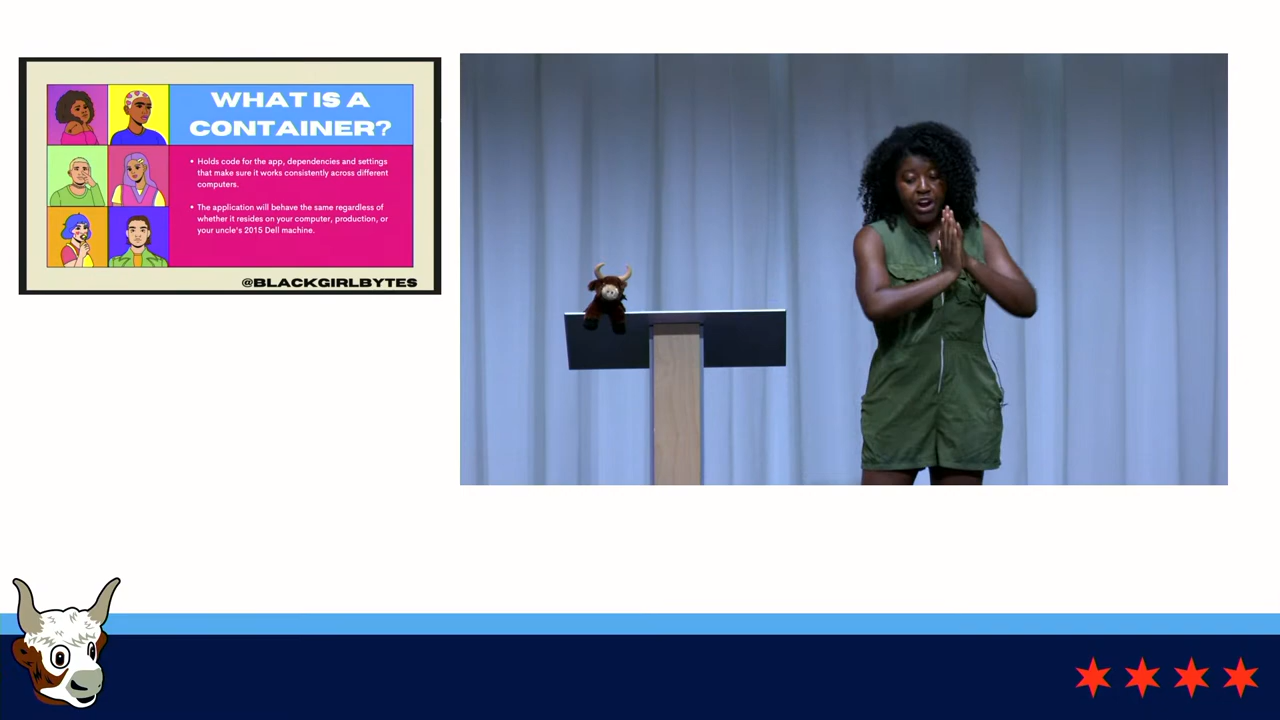 WHAT IS A
CONTAINER?
• Holds code for the app, dependencies and settings
that make sure it works consistently across different
computers.
• The application will behave the same regardless of
whether it resides on your computer, production, or
your uncle's 2015 Dell machine.
@BLACKGIRLBYTES